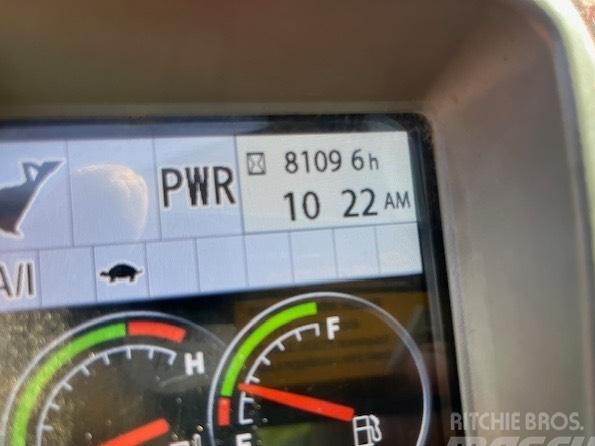 PWR
8109 6h
10 22 AM
A/I
H
F
E
RITCHIE BROS.